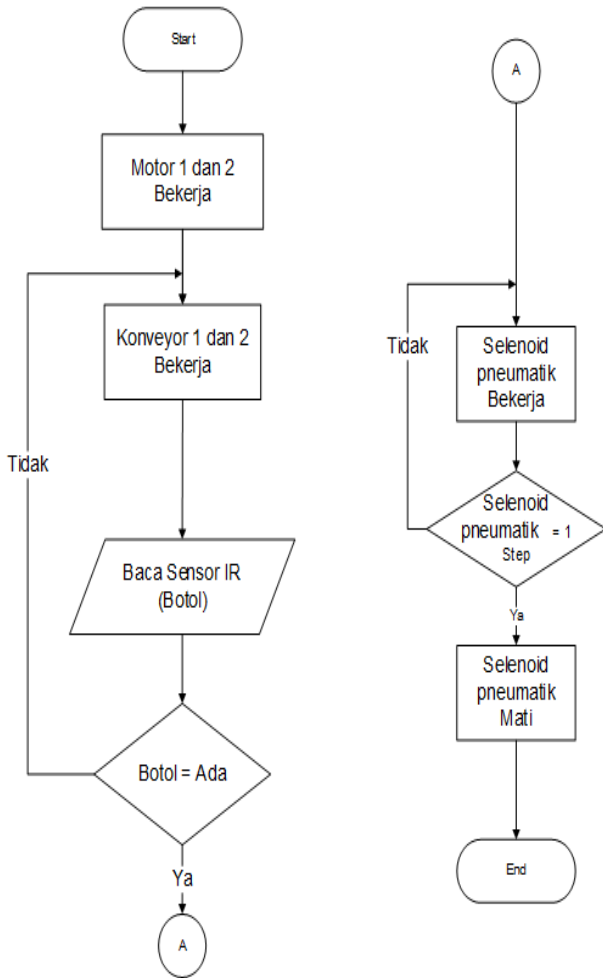 Start
Motor 1 dan 2
Bekerja
Konveyor 1 dan 2
Bekerja
Tidak
Baca Sensor IR
(Botol)
Botol = Ada
Ya
A
A
Tidak
Selenoid
pneumatik
Bekerja
Selenoid
pneumatik = 1
Step
Ya
Selenoid
pneumatik
Mati
End